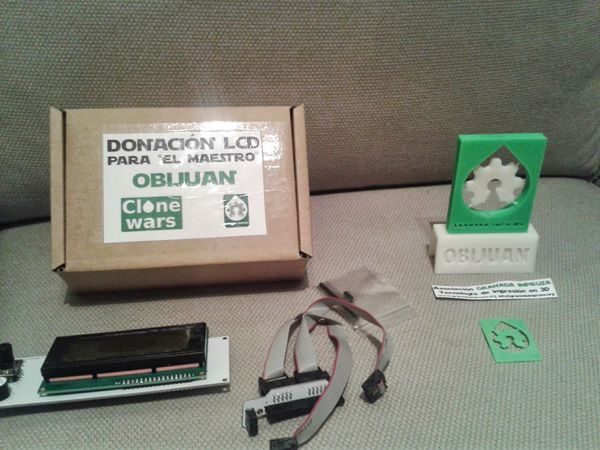 DONACIÓN LCD
PARA "EL MAESTRO"
OBIJUAN
Clone
wars
OBIJUAN
Asociación GRANADA IMPRIME
Tecnología de impresión en 3D